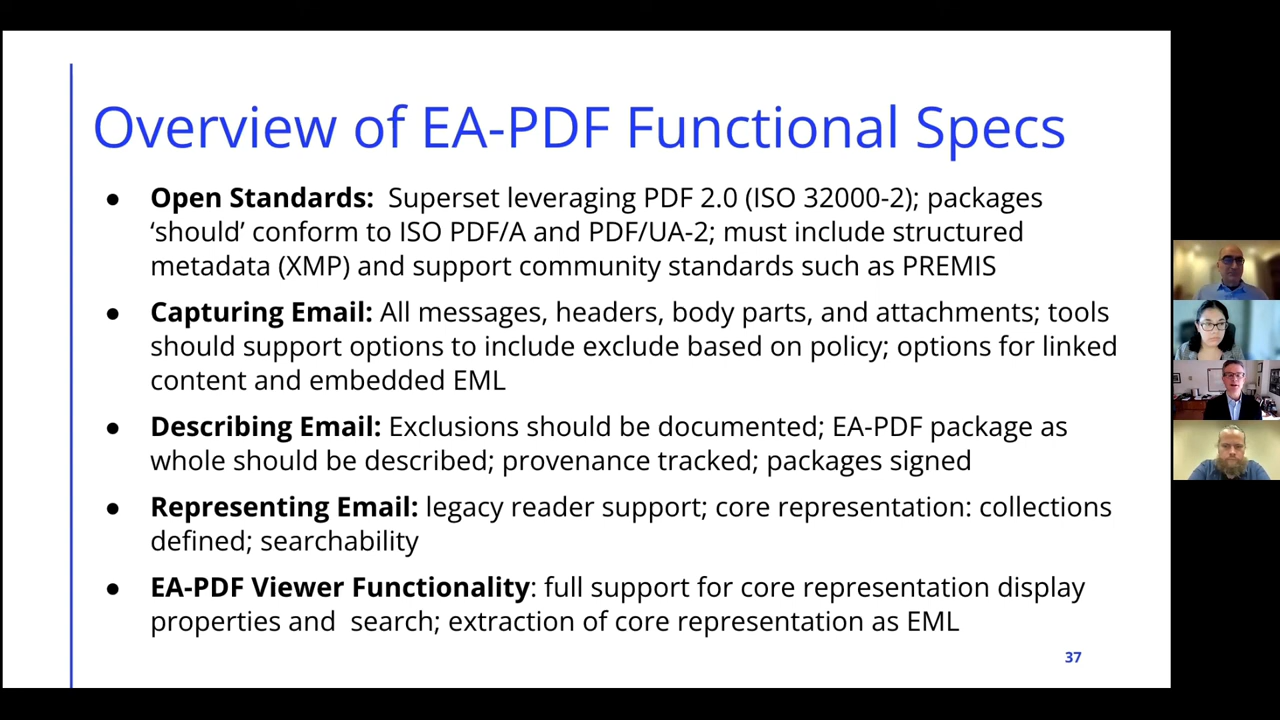 Overview of EA-PDF Functional Specs
● Open Standards:  Superset leveraging PDF 2.0 (ISO 32000-2); packages
‘should’ conform to ISO PDF/A and PDF/UA-2; must include structured
metadata (XMP) and support community standards such as PREMIS
● Capturing Email: All messages, headers, body parts, and attachments; tools
should support options to include exclude based on policy; options for linked
content and embedded EML
● Describing Email: Exclusions should be documented; EA-PDF package as
whole should be described; provenance tracked; packages signed
● Representing Email: legacy reader support; core representation: collections
defined; searchability
● EA-PDF Viewer Functionality: full support for core representation display
properties and  search; extraction of core representation as EML
37